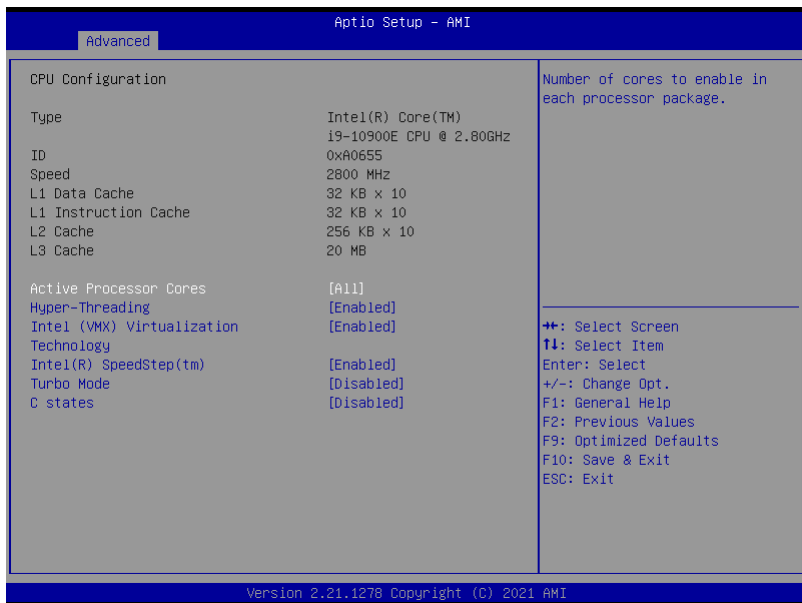 Aptio Setup - AMI
Advanced
CPU Configuration
Type Intel(R) Core(TM)
i9-10900E CPU @ 2.80GHz
ID 0xA0655
Speed 2800 MHz
L1 Data Cache 32 KB x 10
L1 Instruction Cache 32 KB x 10
L2 Cache 256 KB x 10
L3 Cache 20 MB
Active Processor Cores [All]
Hyper-Threading [Enabled]
Intel (VMX) Virtualization [Enabled]
Technology
Intel(R) SpeedStep(tm) [Enabled]
Turbo Mode [Disabled]
C states [Disabled]
Number of cores to enable in
each processor package.
→←: Select Screen
↑↓: Select Item
Enter: Select
+/-: Change Opt.
F1: General Help
F2: Previous Values
F9: Optimized Defaults
F10: Save & Exit
ESC: Exit
Version 2.21.1278 Copyright (C) 2021 AMI